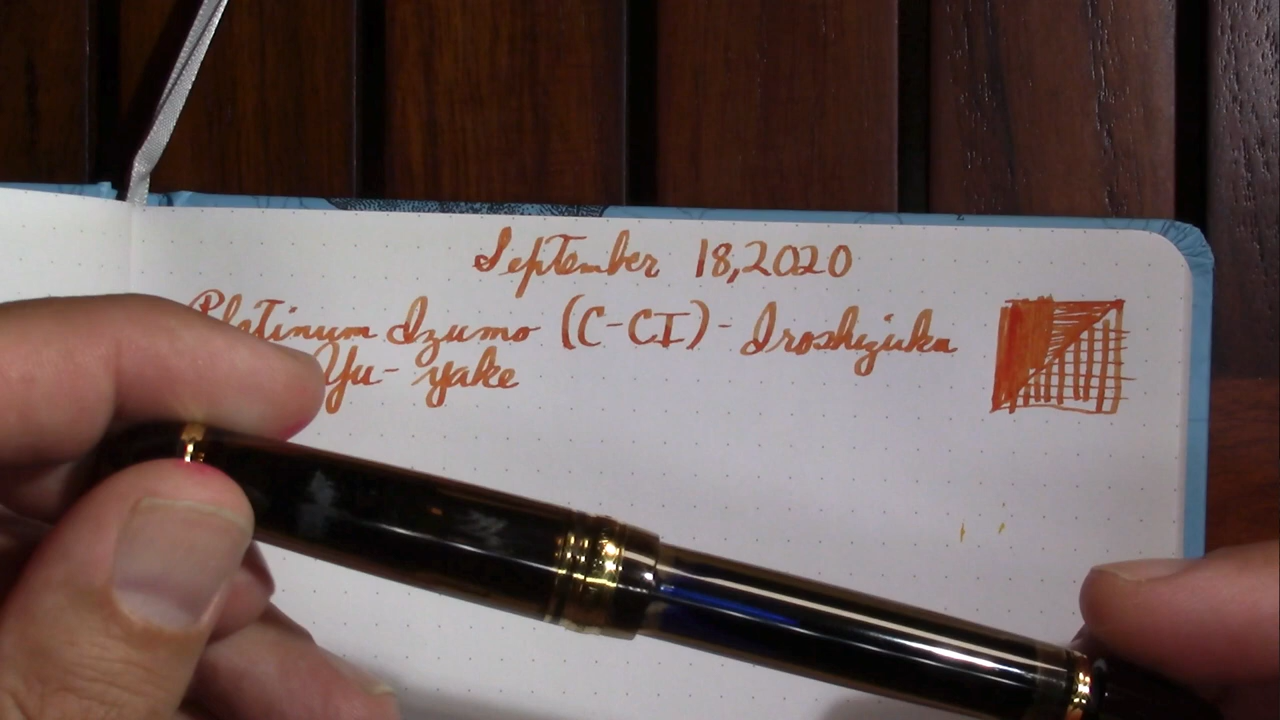 September 18, 2020
Platinum Izumo (C-CI) - Iroshizuku
Yu-yake